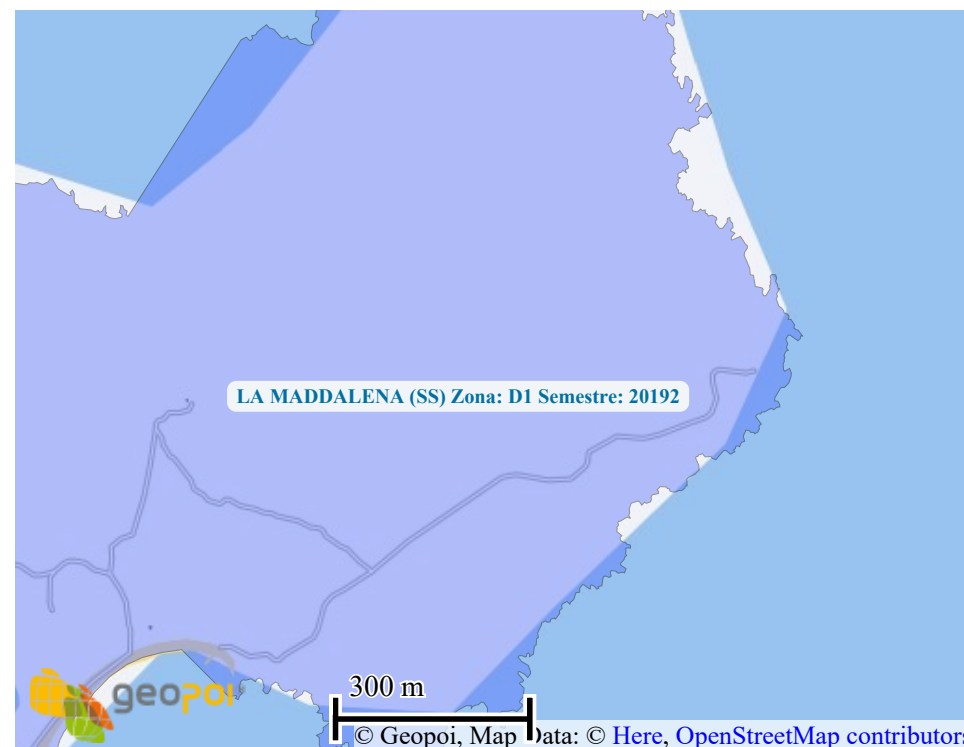 LA MADDALENA (SS) Zona: D1 Semestre: 20192
geopoi
300 m
© Geopoi, Map Data: © Here, OpenStreetMap contributors